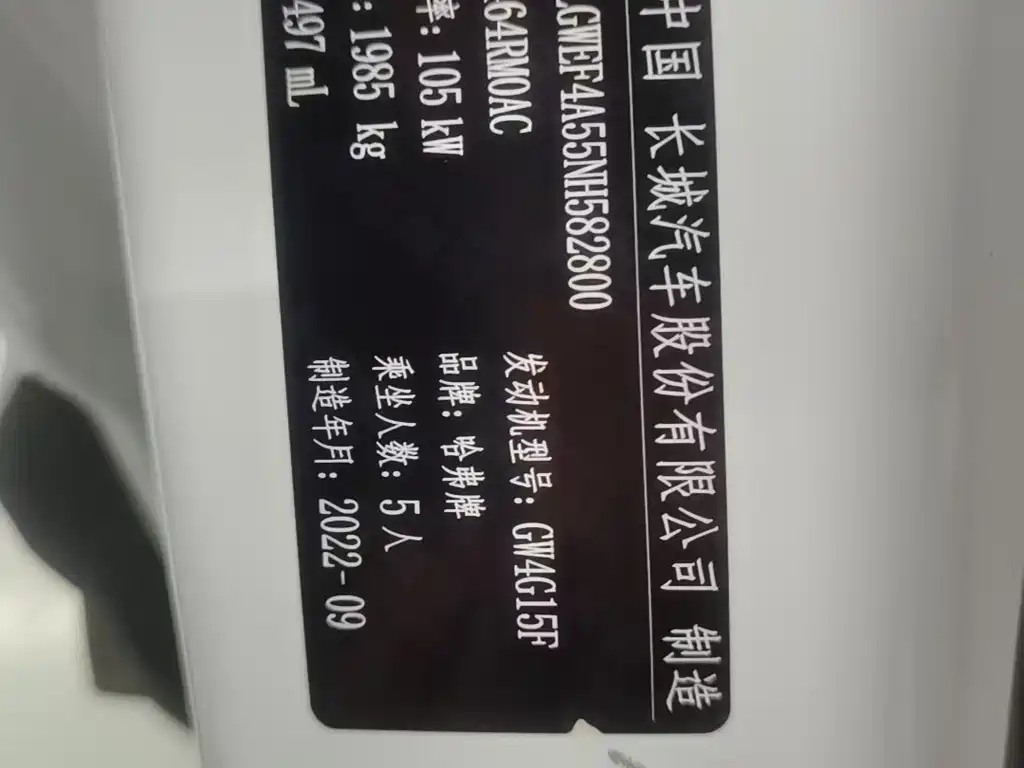 中国 长城汽车股份有限公司 制造
LGWEF4A55NH582800
64RM0AC 发动机型号：GW4G15F
率：105 kW 品牌：哈弗牌
：1985 kg 乘坐人数：5人
497 mL 制造年月：2022-09